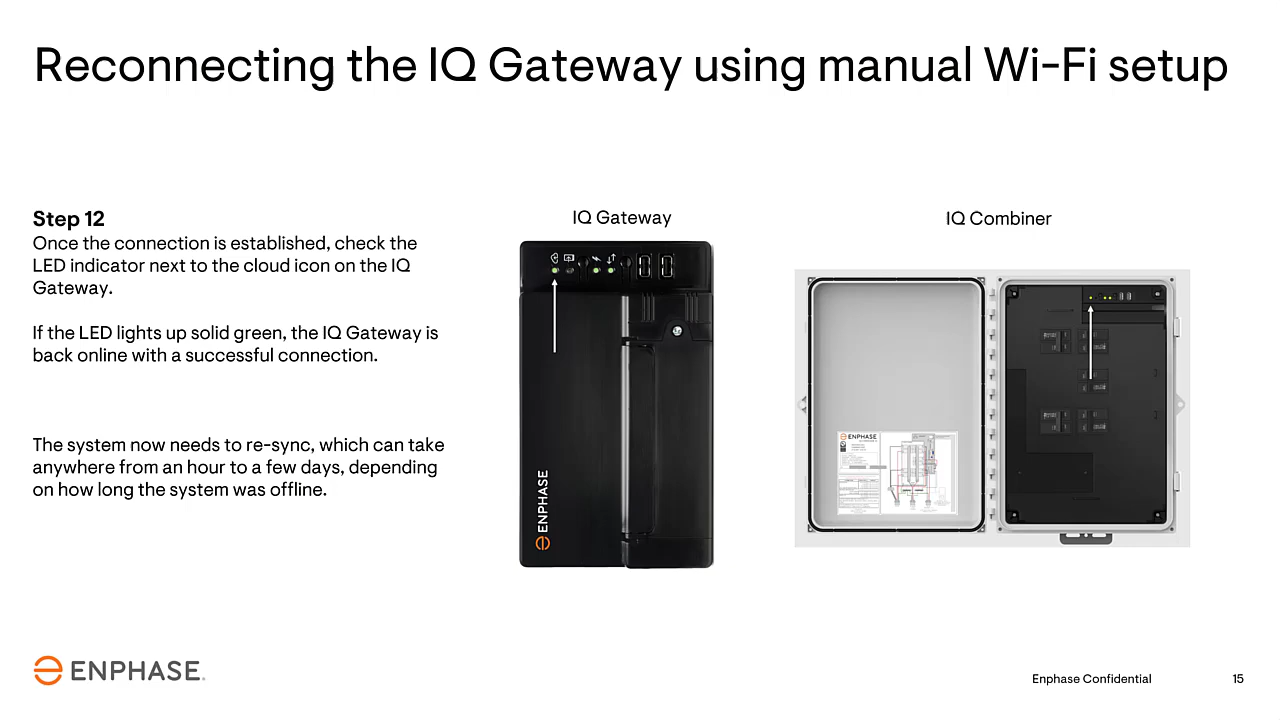 Reconnecting the IQ Gateway using manual Wi-Fi setup
Step 12
Once the connection is established, check the
LED indicator next to the cloud icon on the IQ
Gateway.
If the LED lights up solid green, the IQ Gateway is
back online with a successful connection.
The system now needs to re-sync, which can take
anywhere from an hour to a few days, depending
on how long the system was offline.
IQ Gateway
ENPHASE
IQ Combiner
ENPHASE
ENPHASE.
Enphase Confidential
15